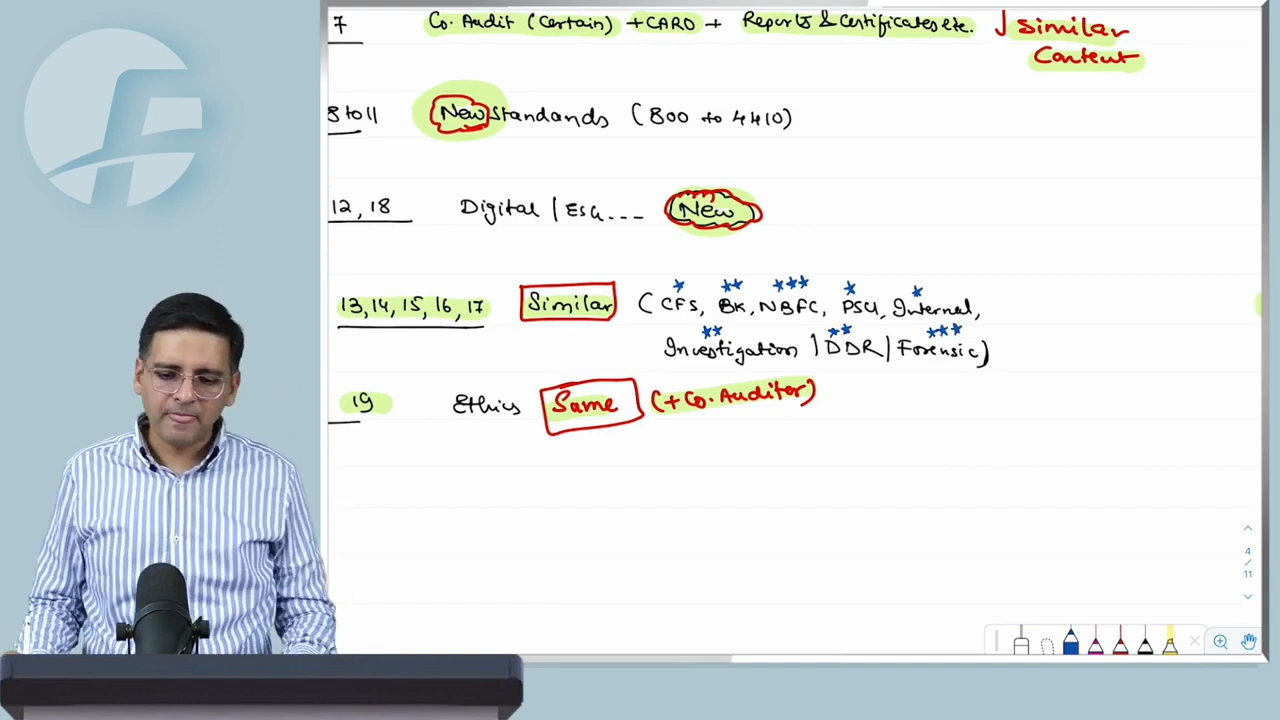 7 Co. Audit (Certain) + CARO + Reports & Certificates etc. Similar
Content
8 to 11 New Standards (800 to 4410)
12, 18 Digital / ESG --- New
13, 14, 15, 16, 17 Similar ( CFS, BK, NBFC, PSU, Internal,
Investigation / DDR / Forensic )
19 Ethics Same (+ Co. Auditor)
4
/
11